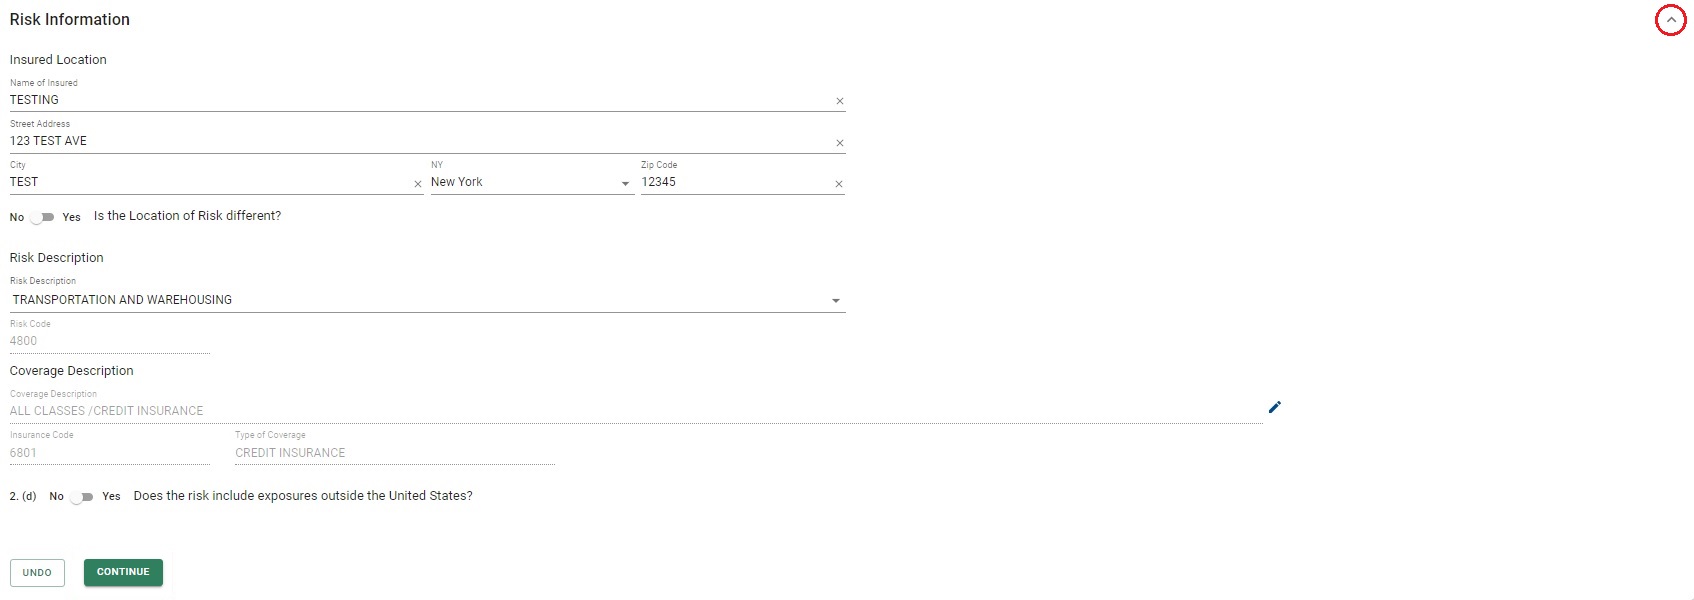 Risk Information
Insured Location
Name of Insured
TESTING
Street Address
123 TEST AVE
City NY Zip Code
TEST New York 12345
No Yes Is the Location of Risk different?
Risk Description
Risk Description
TRANSPORTATION AND WAREHOUSING
Risk Code
4800
Coverage Description
Coverage Description
ALL CLASSES /CREDIT INSURANCE
Insurance Code Type of Coverage
6801 CREDIT INSURANCE
2. (d) No Yes Does the risk include exposures outside the United States?
UNDO CONTINUE